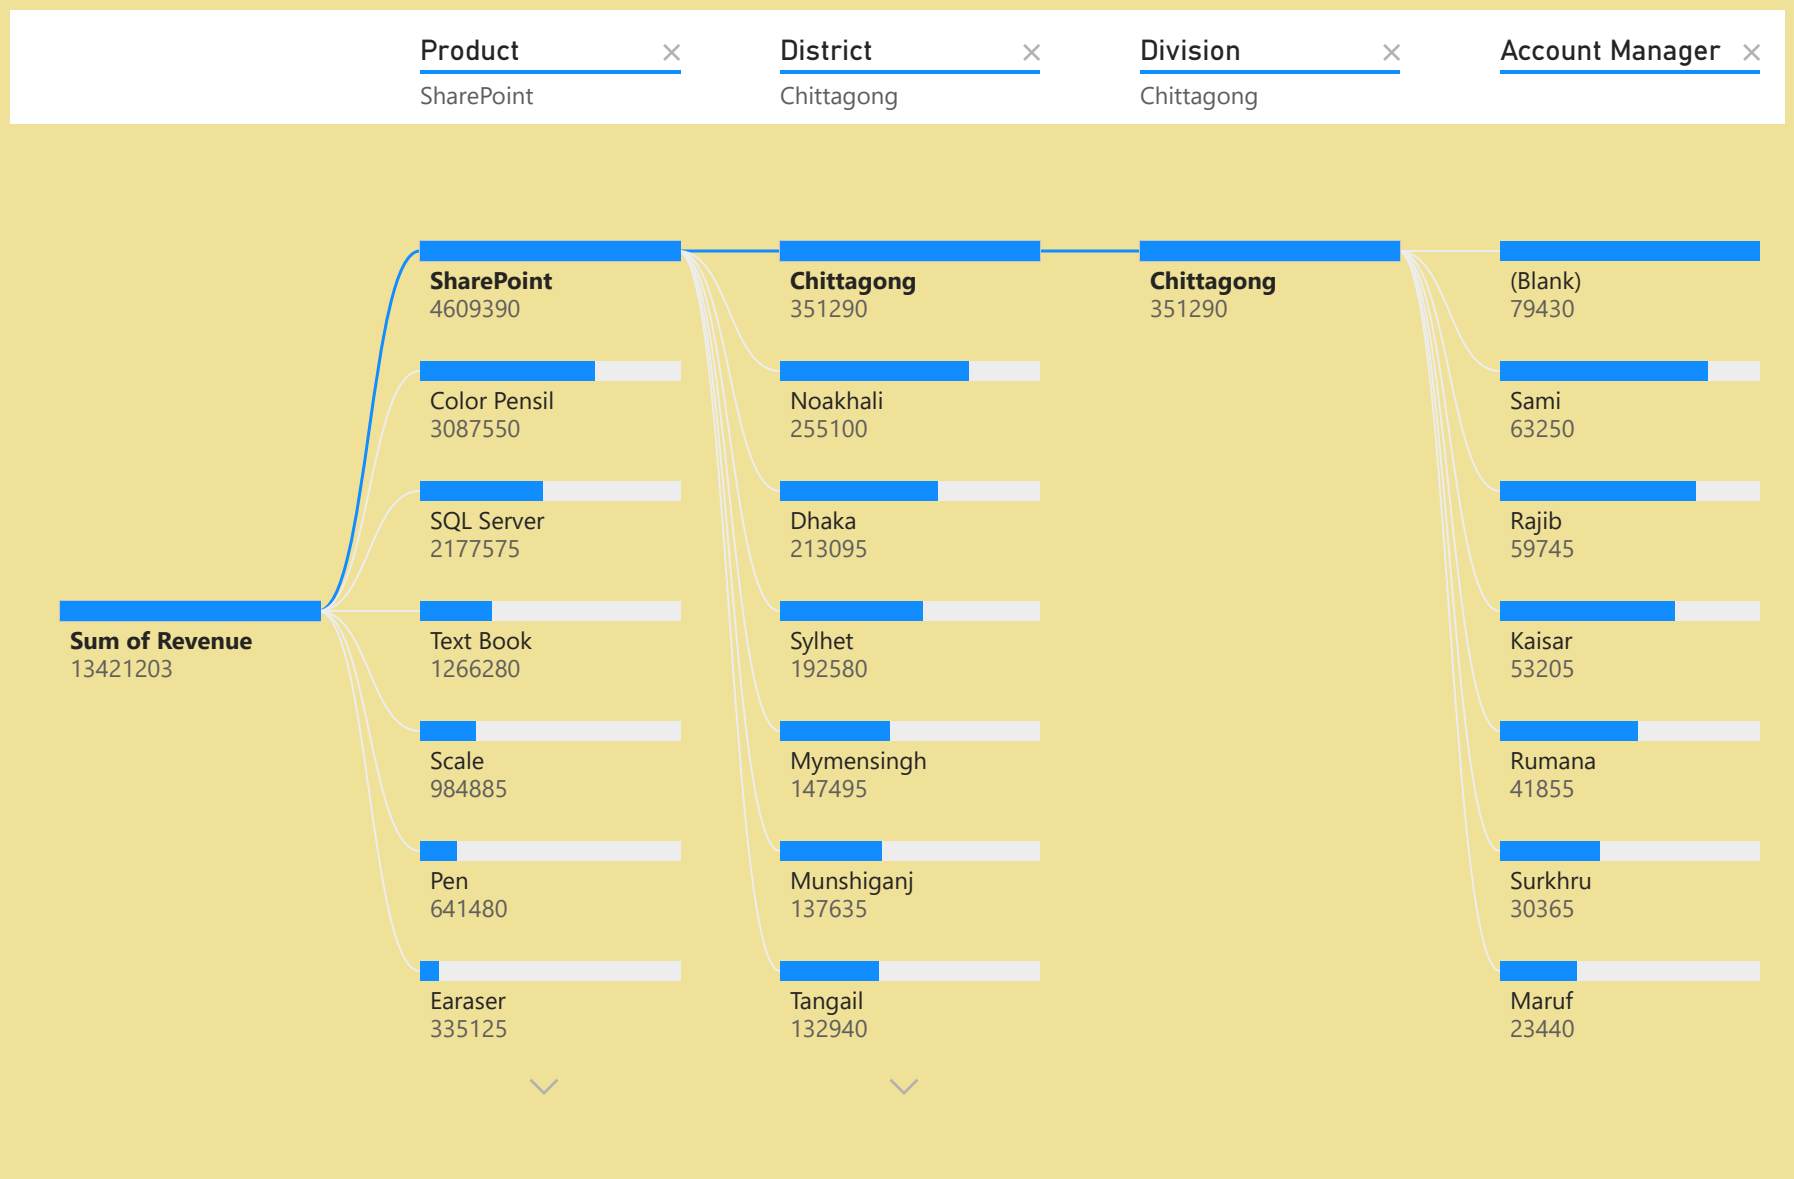 Product
SharePoint
District
Chittagong
Division
Chittagong
Account Manager
Sum of Revenue
13421203
SharePoint
4609390
Color Pensil
3087550
SQL Server
2177575
Text Book
1266280
Scale
984885
Pen
641480
Earaser
335125
Chittagong
351290
Noakhali
255100
Dhaka
213095
Sylhet
192580
Mymensingh
147495
Munshiganj
137635
Tangail
132940
Chittagong
351290
(Blank)
79430
Sami
63250
Rajib
59745
Kaisar
53205
Rumana
41855
Surkhru
30365
Maruf
23440